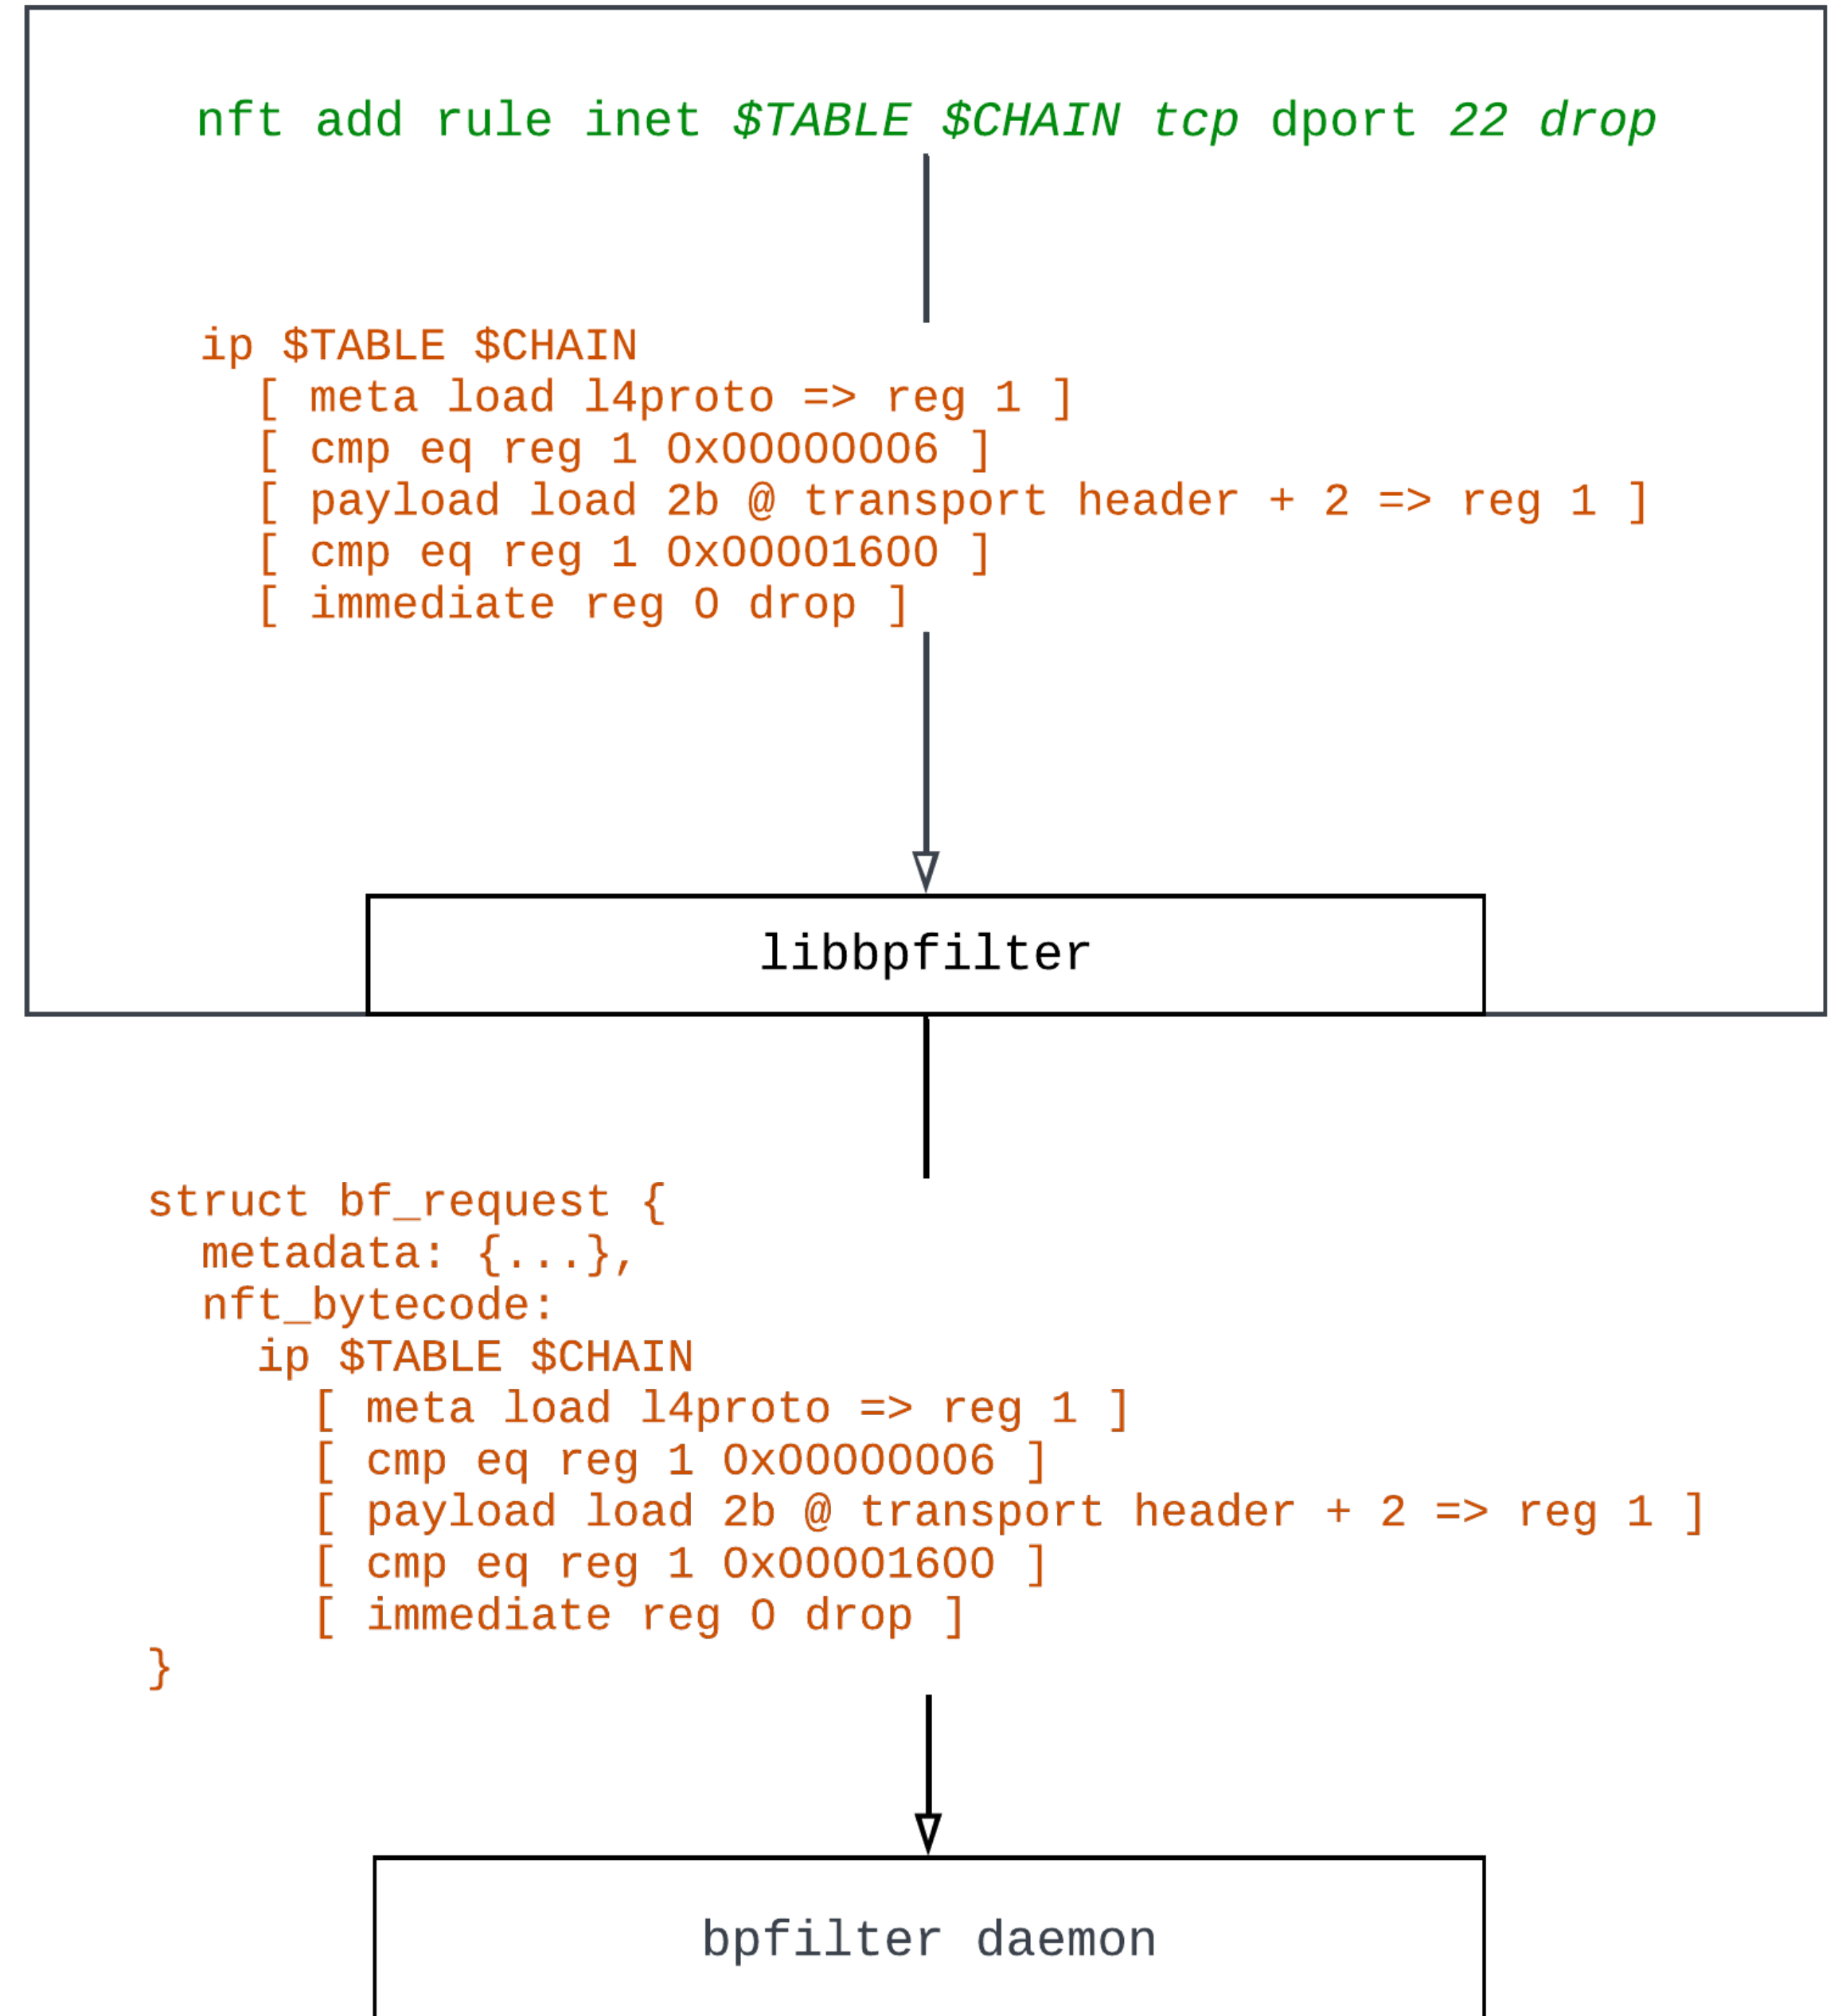 nft add rule inet $TABLE $CHAIN tcp dport 22 drop
ip $TABLE $CHAIN
[ meta load l4proto => reg 1 ]
[ cmp eq reg 1 0x00000006 ]
[ payload load 2b @ transport header + 2 => reg 1 ]
[ cmp eq reg 1 0x00001600 ]
[ immediate reg 0 drop ]
libbpfilter
struct bf_request {
metadata: {...},
nft_bytecode:
ip $TABLE $CHAIN
[ meta load l4proto => reg 1 ]
[ cmp eq reg 1 0x00000006 ]
[ payload load 2b @ transport header + 2 => reg 1 ]
[ cmp eq reg 1 0x00001600 ]
[ immediate reg 0 drop ]
}
bpfilter daemon